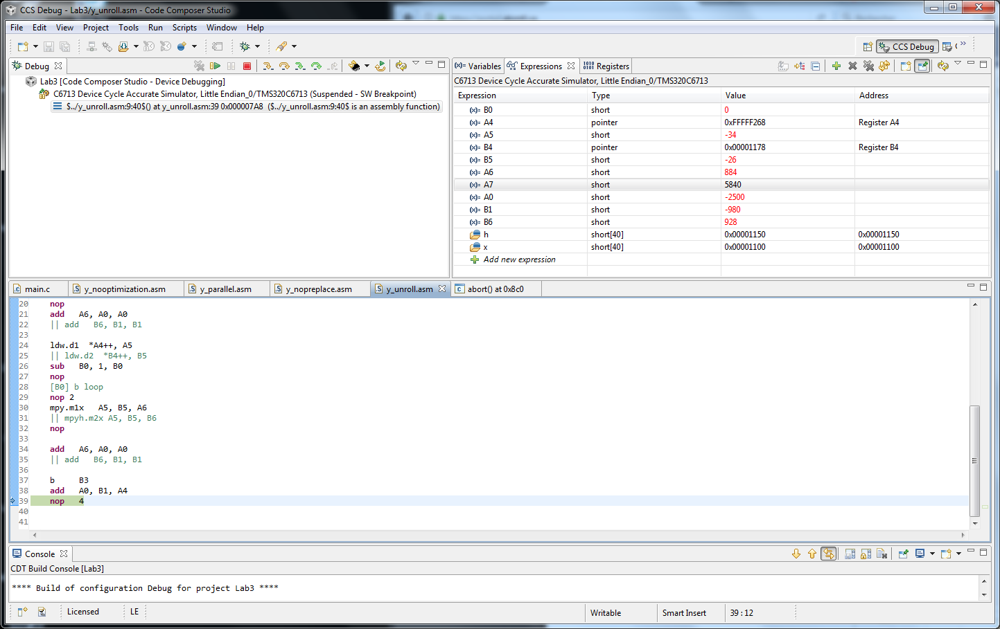 CCS Debug - Lab3/y_unroll.asm - Code Composer Studio
File Edit View Project Tools Run Scripts Window Help
CCS Debug
Debug
Lab3 [Code Composer Studio - Device Debugging]
C6713 Device Cycle Accurate Simulator, Little Endian_0/TMS320C6713 (Suspended - SW Breakpoint)
$../y_unroll.asm:9:40$() at y_unroll.asm:39 0x000007A8 ($../y_unroll.asm:9:40$ is an assembly function)
(x)= Variables Expressions Registers
C6713 Device Cycle Accurate Simulator, Little Endian_0/TMS320C6713
Expression Type Value Address
(x)= B0 short 0
(x)= A4 pointer 0xFFFFF268 Register A4
(x)= A5 short -34
(x)= B4 pointer 0x00001178 Register B4
(x)= B5 short -26
(x)= A6 short 884
(x)= A7 short 5840
(x)= A0 short -2500
(x)= B1 short -980
(x)= B6 short 928
h short[40] 0x00001150 0x00001150
x short[40] 0x00001100 0x00001100
Add new expression
main.c y_nooptimization.asm y_parallel.asm y_nopreplace.asm y_unroll.asm abort() at 0x8c0
20 nop
21 add A6, A0, A0
22 || add B6, B1, B1
23
24 ldw.d1 *A4++, A5
25 || ldw.d2 *B4++, B5
26 sub B0, 1, B0
27 nop
28 [B0] b loop
29 nop 2
30 mpy.m1x A5, B5, A6
31 || mpyh.m2x A5, B5, B6
32 nop
33
34 add A6, A0, A0
35 || add B6, B1, B1
36
37 b B3
38 add A0, B1, A4
39 nop 4
40
41
Console
CDT Build Console [Lab3]
**** Build of configuration Debug for project Lab3 ****
Licensed LE Writable Smart Insert 39 : 12